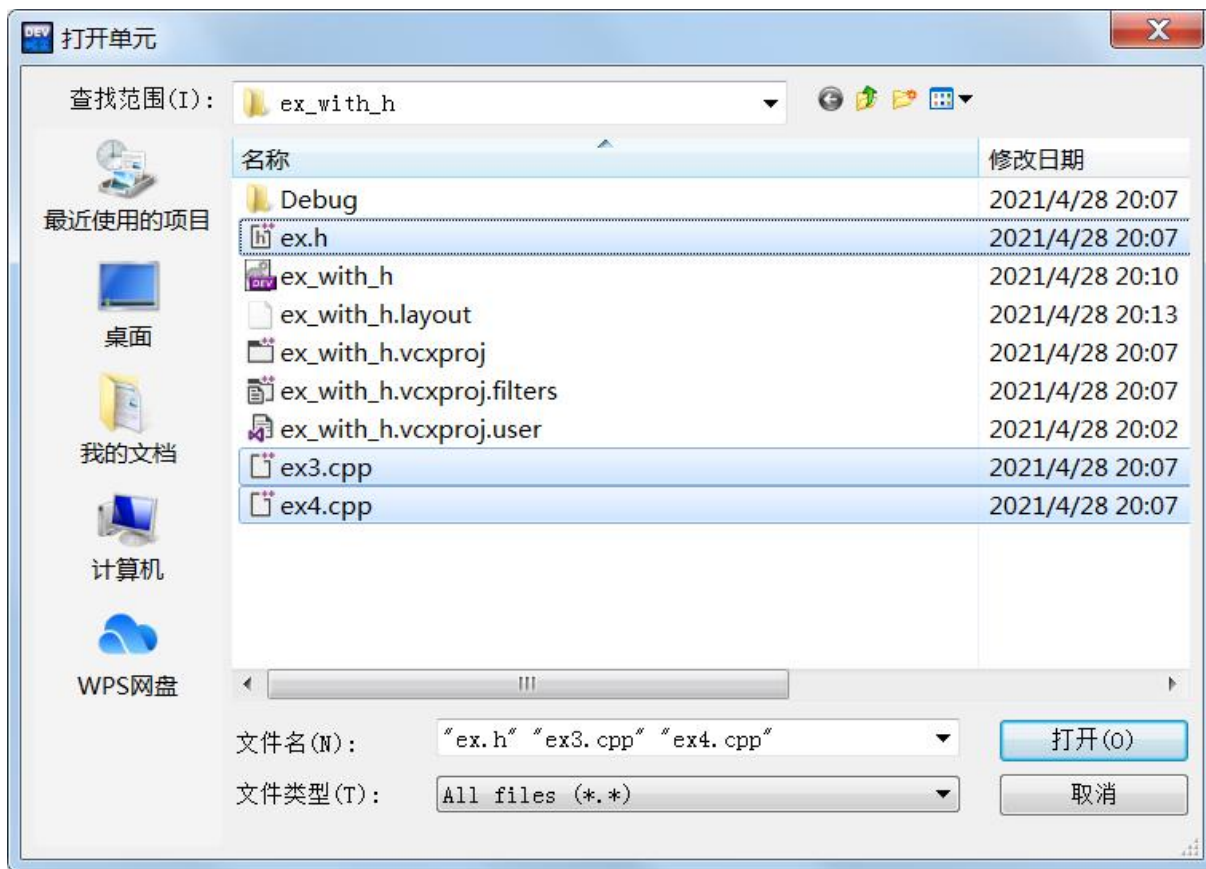 打开单元
查找范围(I):
ex_with_h
最近使用的项目
桌面
我的文档
计算机
WPS网盘
名称 修改日期
Debug 2021/4/28 20:07
ex.h 2021/4/28 20:07
ex_with_h 2021/4/28 20:10
ex_with_h.layout 2021/4/28 20:13
ex_with_h.vcxproj 2021/4/28 20:07
ex_with_h.vcxproj.filters 2021/4/28 20:07
ex_with_h.vcxproj.user 2021/4/28 20:02
ex3.cpp 2021/4/28 20:07
ex4.cpp 2021/4/28 20:07
文件名(N): "ex.h" "ex3.cpp" "ex4.cpp" 打开(O)
文件类型(T): All files (*.*) 取消